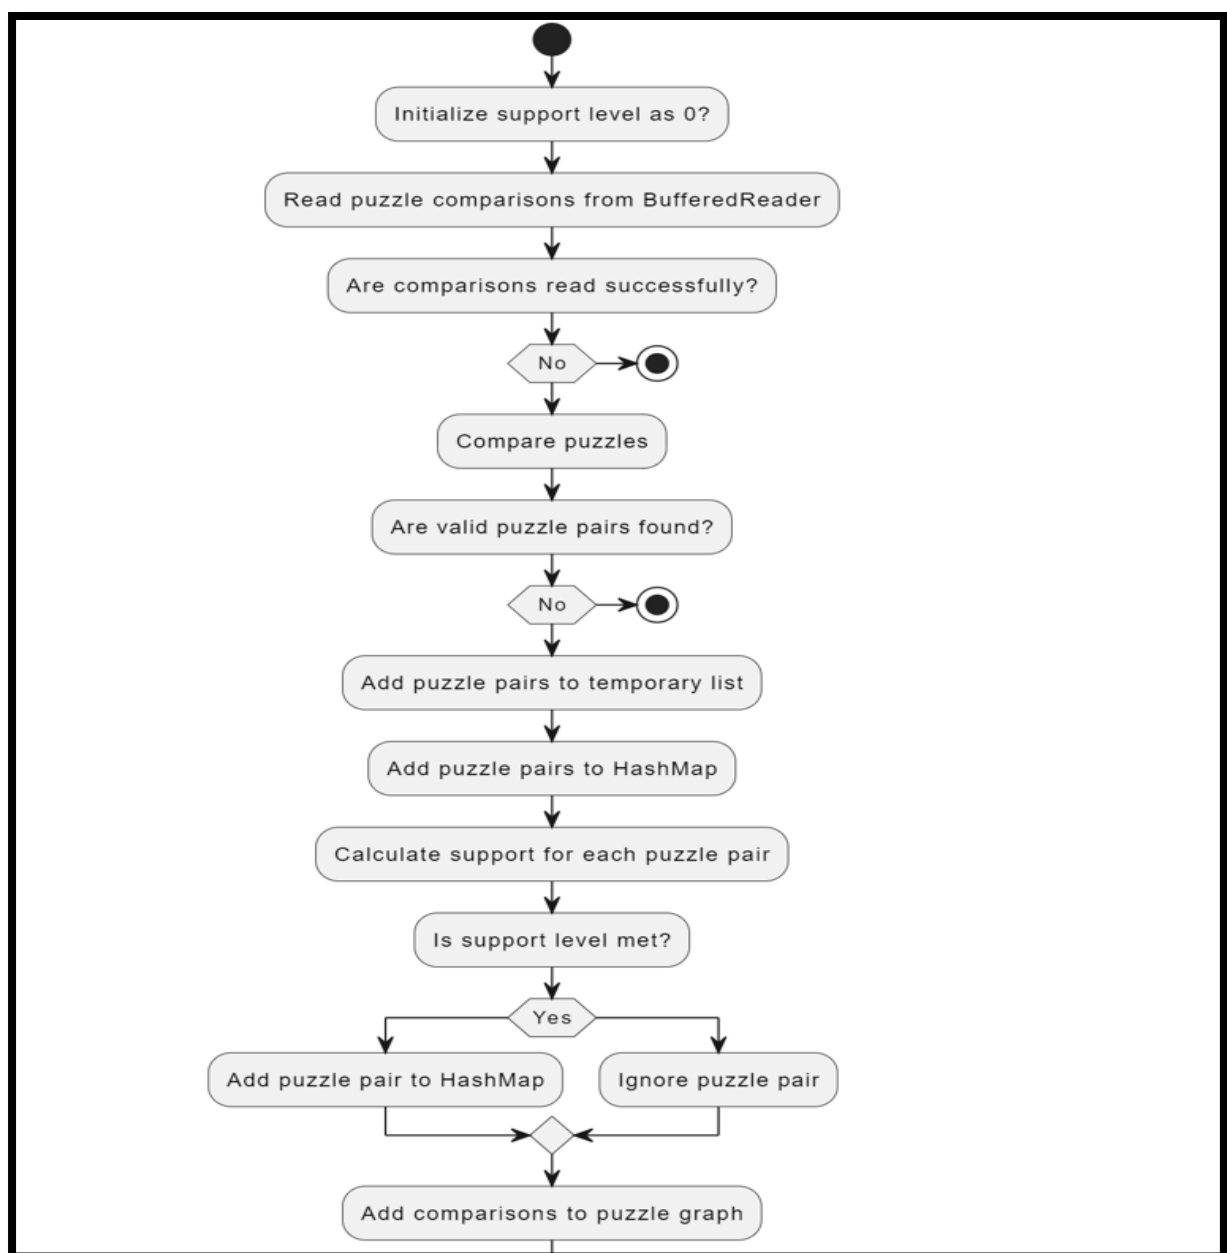 Initialize support level as 0?
Read puzzle comparisons from BufferedReader
Are comparisons read successfully?
No
Compare puzzles
Are valid puzzle pairs found?
No
Add puzzle pairs to temporary list
Add puzzle pairs to HashMap
Calculate support for each puzzle pair
Is support level met?
Yes
Add puzzle pair to HashMap
Ignore puzzle pair
Add comparisons to puzzle graph